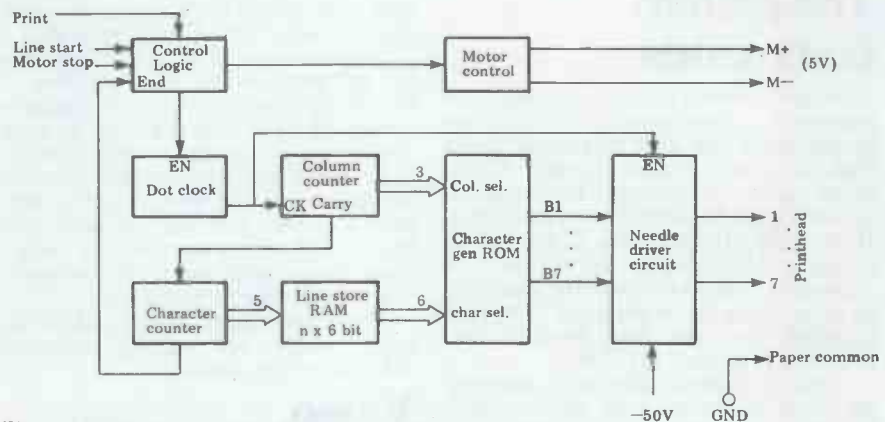 Print
Line start
Motor stop
End
Control
Logic
Motor
control
M+
M—
(5V)
EN
Dot clock
Column
counter
CK Carry
3
Col. sel.
Character
gen ROM
char sel.
B1
B7
EN
Needle
driver
circuit
1
7
Printhead
Character
counter
5
Line store
RAM
n x 6 bit
6
Paper common
—50V
GND